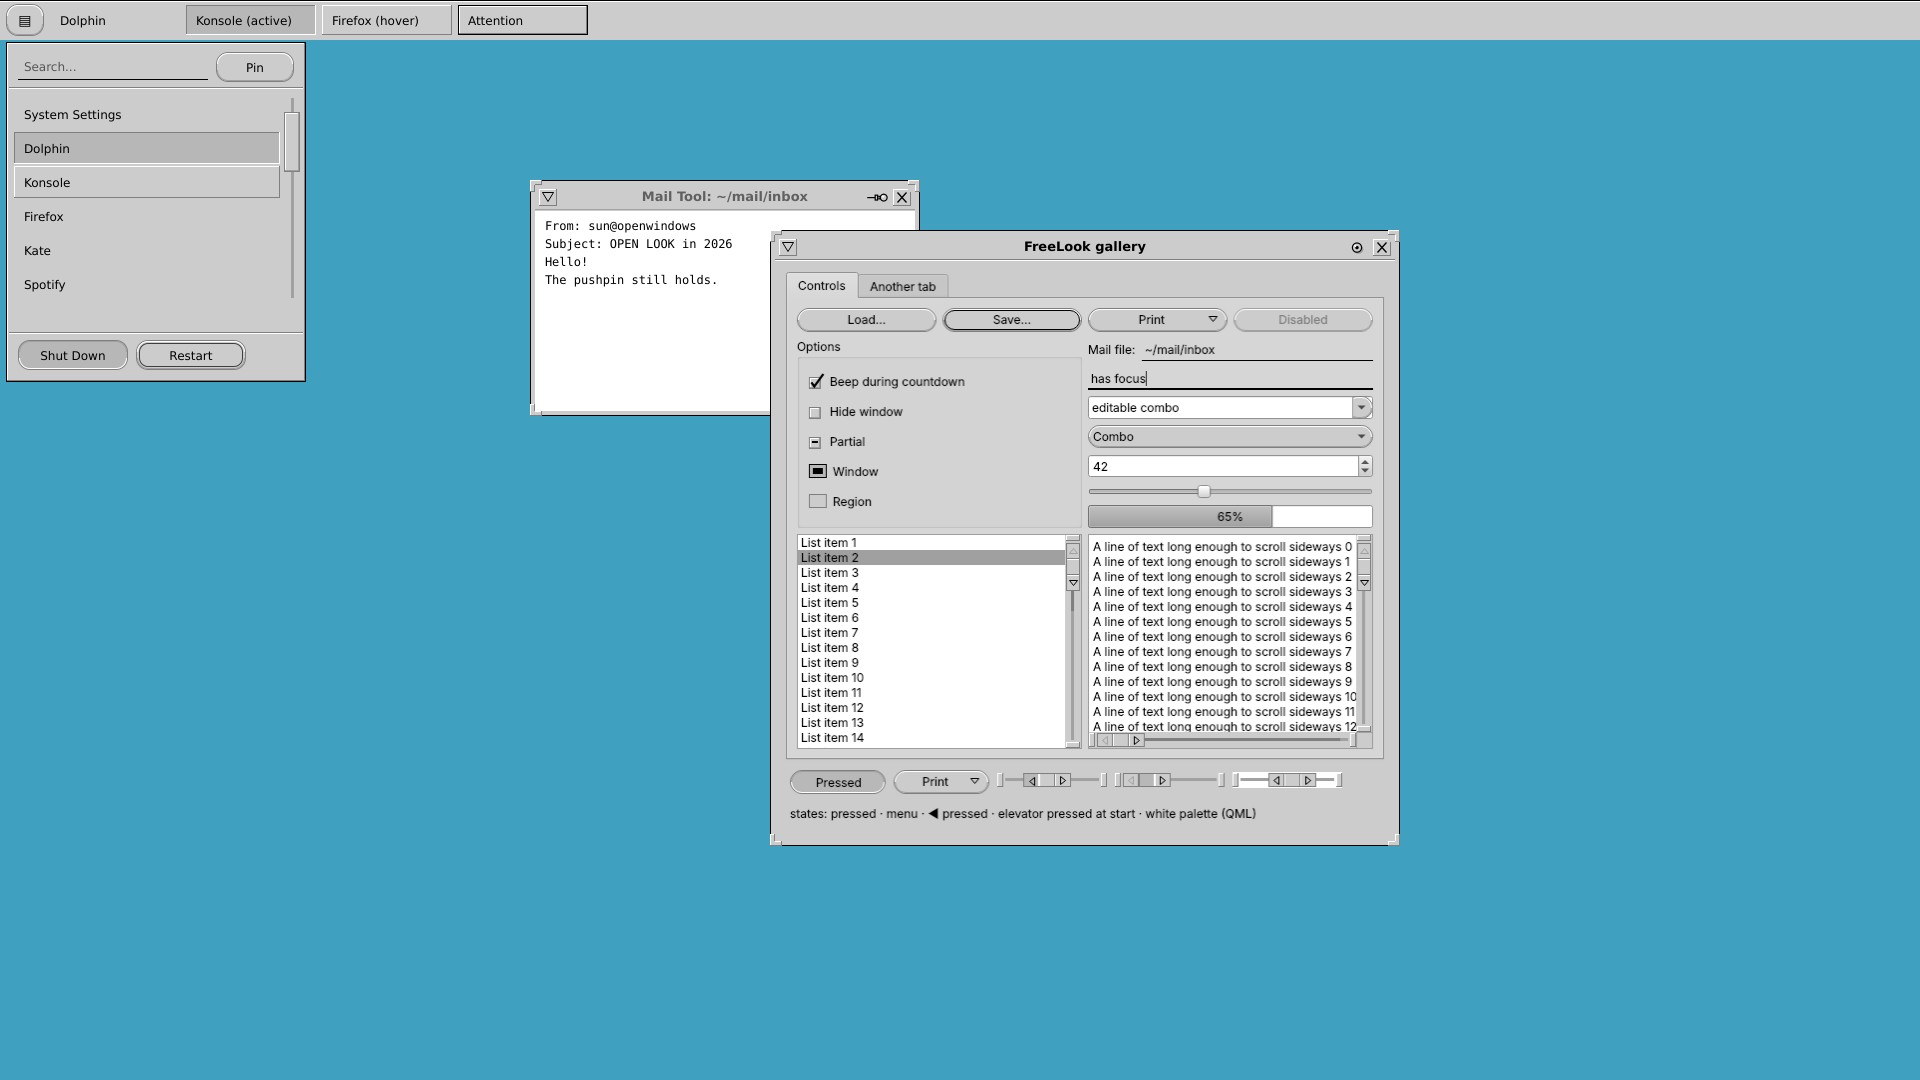 Dolphin
Konsole (active)
Firefox (hover)
Attention
Search...
Pin
System Settings
Dolphin
Konsole
Firefox
Kate
Spotify
Shut Down
Restart
Mail Tool: ~/mail/inbox
From: sun@openwindows
Subject: OPEN LOOK in 2026
Hello!
The pushpin still holds.
FreeLook gallery
Controls
Another tab
Load...
Save...
Print
Disabled
Options
Beep during countdown
Hide window
Partial
Window
Region
Mail file: ~/mail/inbox
has focus
editable combo
Combo
42
65%
List item 1
List item 2
List item 3
List item 4
List item 5
List item 6
List item 7
List item 8
List item 9
List item 10
List item 11
List item 12
List item 13
List item 14
A line of text long enough to scroll sideways 0
A line of text long enough to scroll sideways 1
A line of text long enough to scroll sideways 2
A line of text long enough to scroll sideways 3
A line of text long enough to scroll sideways 4
A line of text long enough to scroll sideways 5
A line of text long enough to scroll sideways 6
A line of text long enough to scroll sideways 7
A line of text long enough to scroll sideways 8
A line of text long enough to scroll sideways 9
A line of text long enough to scroll sideways 10
A line of text long enough to scroll sideways 11
A line of text long enough to scroll sideways 12
Pressed
Print
states: pressed · menu · ◀ pressed · elevator pressed at start · white palette (QML)